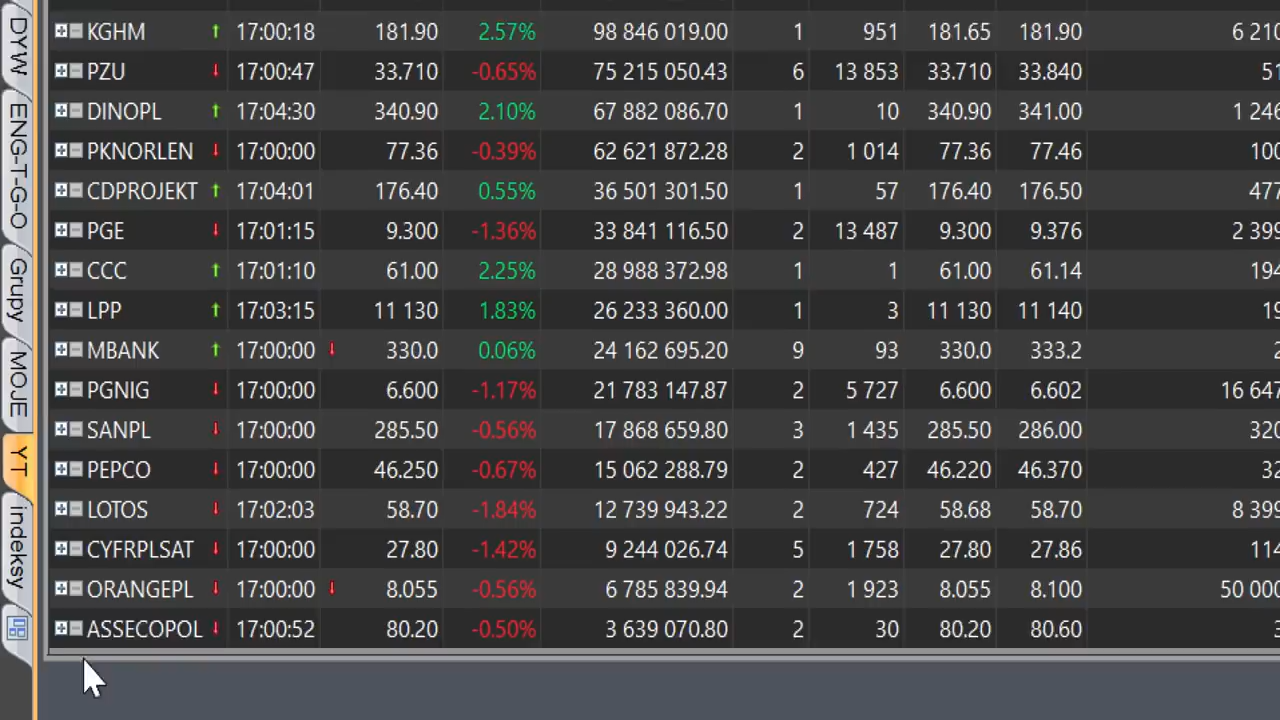 DYW
ENG-T-G-O
Grupy
MOJE
YT
indeksy
KGHM 17:00:18 181.90 2.57% 98 846 019.00 1 951 181.65 181.90 6 210
PZU 17:00:47 33.710 -0.65% 75 215 050.43 6 13 853 33.710 33.840 51
DINOPL 17:04:30 340.90 2.10% 67 882 086.70 1 10 340.90 341.00 1 246
PKNORLEN 17:00:00 77.36 -0.39% 62 621 872.28 2 1 014 77.36 77.46 100
CDPROJEKT 17:04:01 176.40 0.55% 36 501 301.50 1 57 176.40 176.50 477
PGE 17:01:15 9.300 -1.36% 33 841 116.50 2 13 487 9.300 9.376 2 399
CCC 17:01:10 61.00 2.25% 28 988 372.98 1 1 61.00 61.14 194
LPP 17:03:15 11 130 1.83% 26 233 360.00 1 3 11 130 11 140 19
MBANK 17:00:00 330.0 0.06% 24 162 695.20 9 93 330.0 333.2 2
PGNIG 17:00:00 6.600 -1.17% 21 783 147.87 2 5 727 6.600 6.602 16 647
SANPL 17:00:00 285.50 -0.56% 17 868 659.80 3 1 435 285.50 286.00 320
PEPCO 17:00:00 46.250 -0.67% 15 062 288.79 2 427 46.220 46.370 32
LOTOS 17:02:03 58.70 -1.84% 12 739 943.22 2 724 58.68 58.70 8 399
CYFRPLSAT 17:00:00 27.80 -1.42% 9 244 026.74 5 1 758 27.80 27.86 114
ORANGEPL 17:00:00 8.055 -0.56% 6 785 839.94 2 1 923 8.055 8.100 50 000
ASSECOPOL 17:00:52 80.20 -0.50% 3 639 070.80 2 30 80.20 80.60